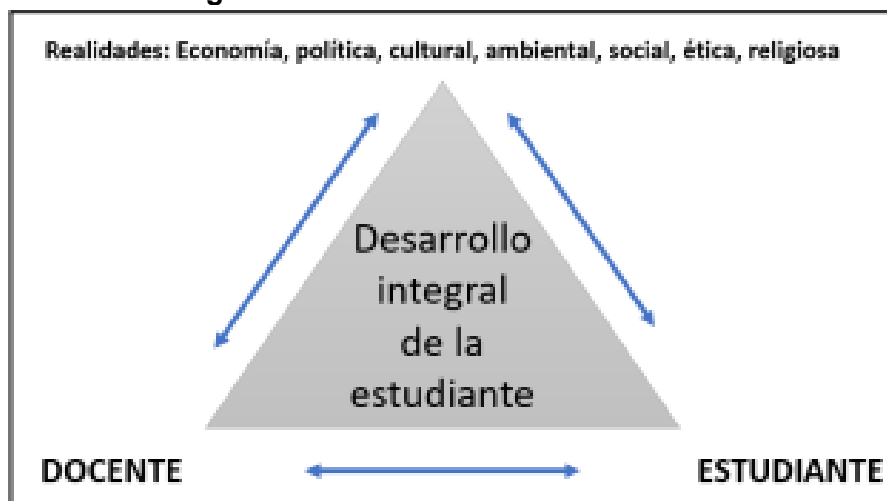 Realidades: Economía, política, cultural, ambiental, social, ética, religiosa
Desarrollo
integral
de la
estudiante
DOCENTE
ESTUDIANTE